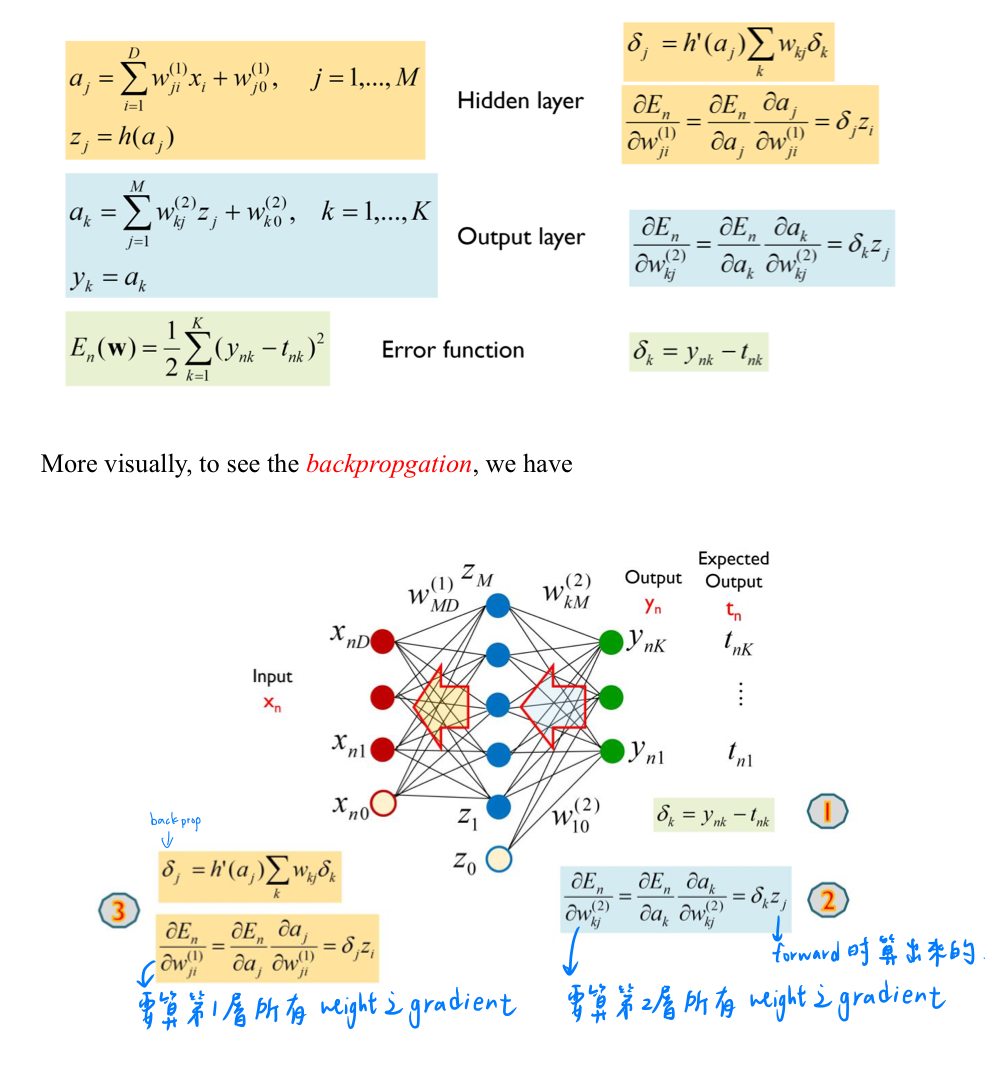 a_j = \sum_{i=1}^{D} w_{ji}^{(1)} x_i + w_{j0}^{(1)}, j = 1,..., M
z_j = h(a_j)
Hidden layer
δ_j = h'(a_j) \sum_k w_{kj} δ_k
∂E_n/∂w_{ji}^{(1)} = ∂E_n/∂a_j ∂a_j/∂w_{ji}^{(1)} = δ_j z_i
a_k = \sum_{j=1}^{M} w_{kj}^{(2)} z_j + w_{k0}^{(2)}, k = 1,..., K
y_k = a_k
Output layer
∂E_n/∂w_{kj}^{(2)} = ∂E_n/∂a_k ∂a_k/∂w_{kj}^{(2)} = δ_k z_j
E_n(w) = 1/2 \sum_{k=1}^{K} (y_{nk} − t_{nk})^2
Error function
δ_k = y_{nk} − t_{nk}
More visually, to see the backpropgation, we have
w_{MD}^{(1)}
z_M
w_{kM}^{(2)}
Output
y_n
Expected
Output
t_n
x_{nD}
y_{nK}
t_{nK}
Input
x_n
⋮
x_{n1}
y_{n1}
t_{n1}
x_{n0}
z_1
w_{10}^{(2)}
δ_k = y_{nk} − t_{nk}
1
z_0
back prop
δ_j = h'(a_j) \sum_k w_{kj} δ_k
3
∂E_n/∂w_{ji}^{(1)} = ∂E_n/∂a_j ∂a_j/∂w_{ji}^{(1)} = δ_j z_i
要算第1層所有 weight之gradient
∂E_n/∂w_{kj}^{(2)} = ∂E_n/∂a_k ∂a_k/∂w_{kj}^{(2)} = δ_k z_j
2
forward时算出來的.
要算第2層所有 weight之gradient